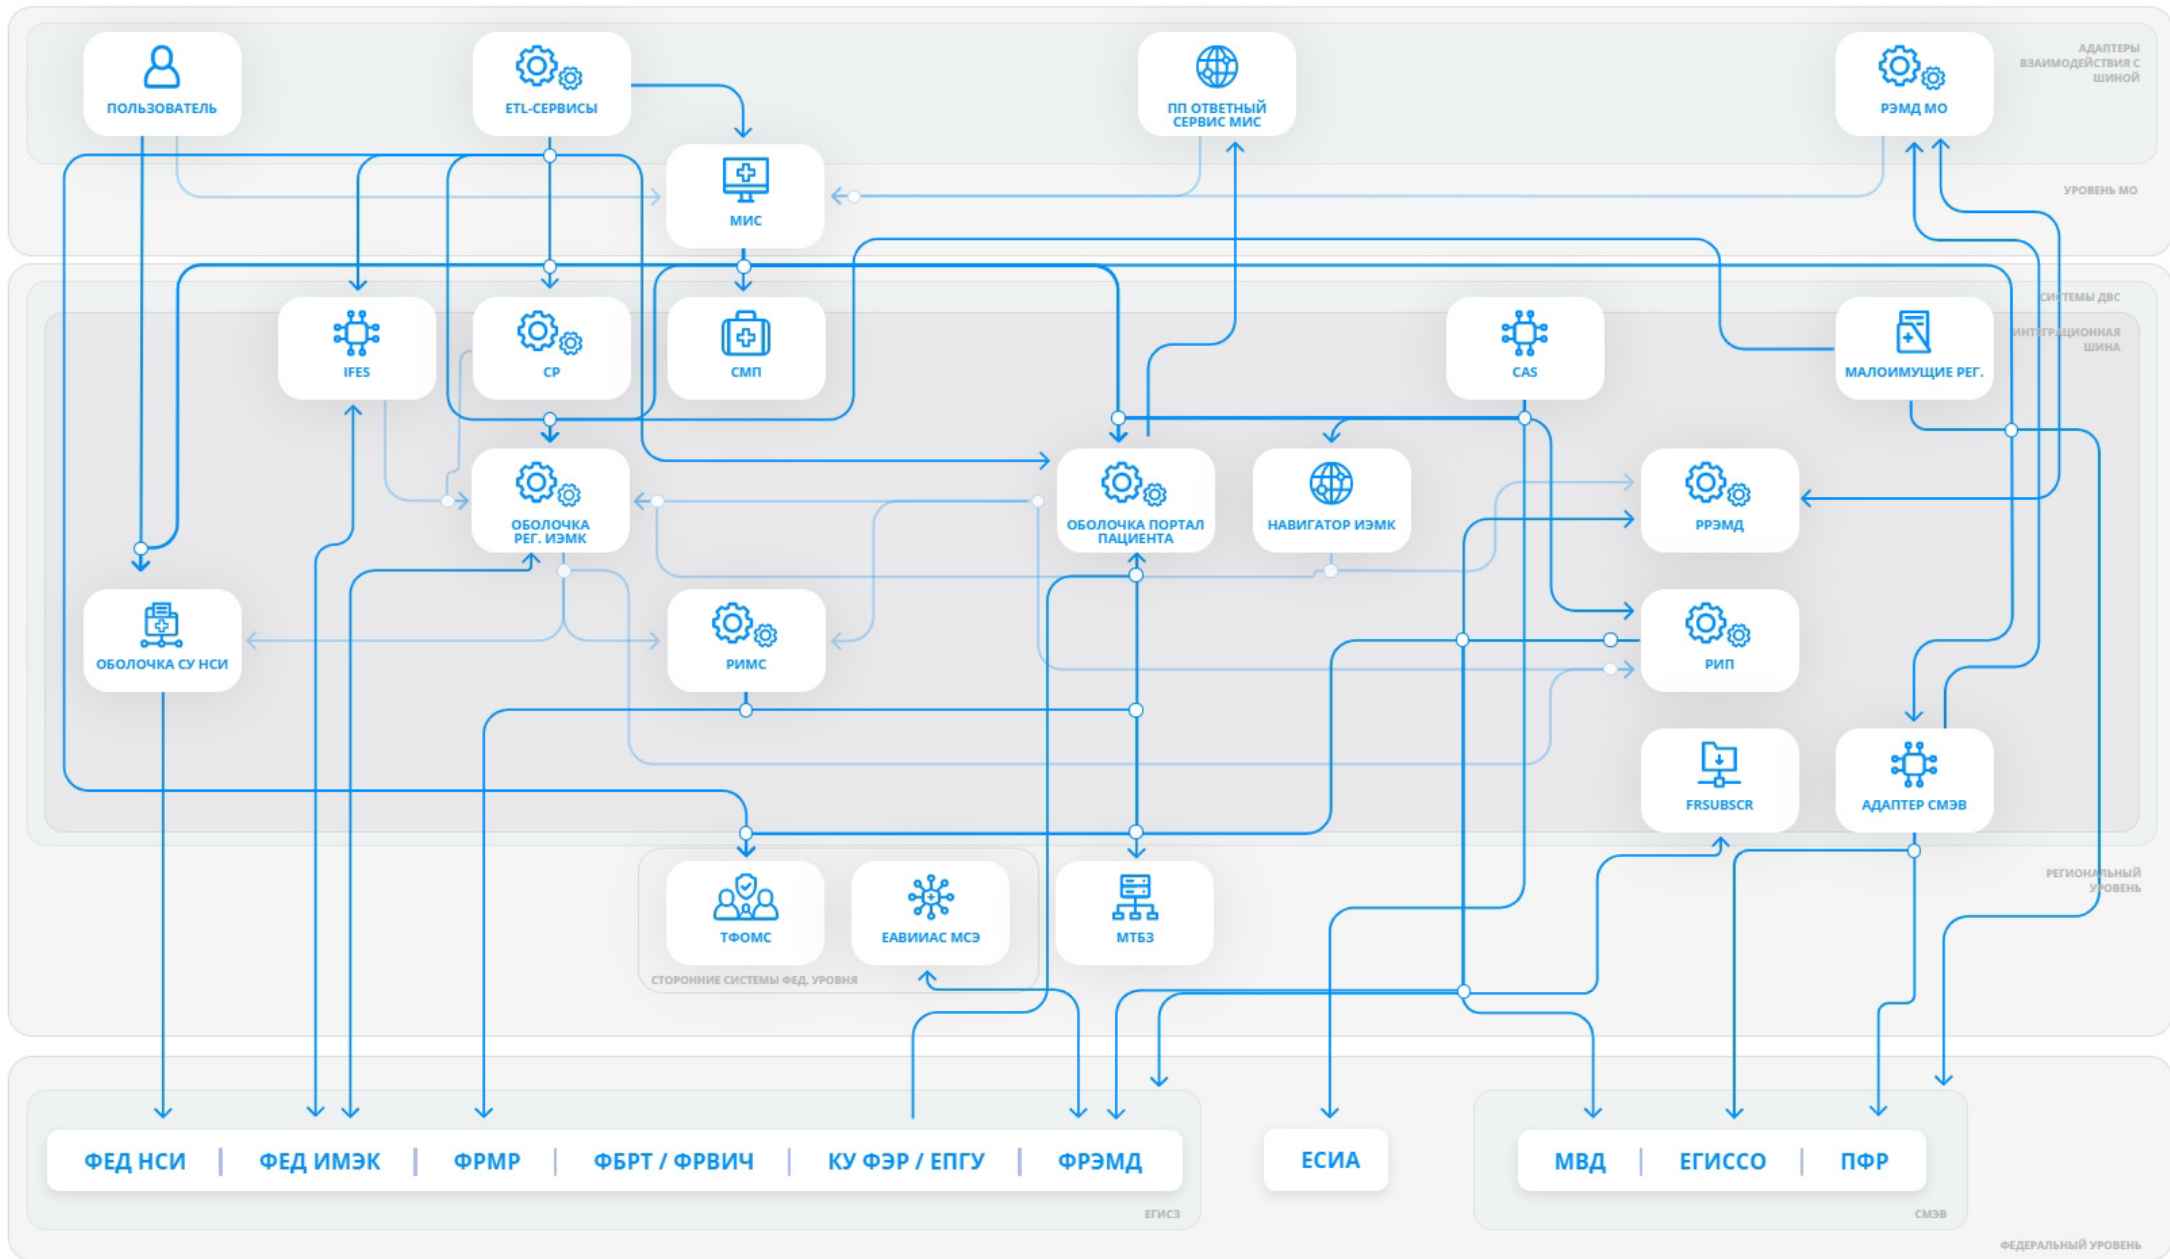 АДАПТЕРЫ
ВЗАИМОДЕЙСТВИЯ С
ШИНОЙ
ПОЛЬЗОВАТЕЛЬ
ETL-СЕРВИСЫ
ПП ОТВЕТНЫЙ
СЕРВИС МИС
РЭМД МО
УРОВЕНЬ МО
МИС
СИСТЕМЫ ДВС
ИНТЕГРАЦИОННАЯ
ШИНА
IFES
СР
СМП
CAS
МАЛОИМУЩИЕ РЕГ.
ОБОЛОЧКА
РЕГ. ИЭМК
ОБОЛОЧКА ПОРТАЛ
ПАЦИЕНТА
НАВИГАТОР ИЭМК
РРЭМД
ОБОЛОЧКА СУ НСИ
РИМС
РИП
FRSUBSCR
АДАПТЕР СМЭВ
РЕГИОНАЛЬНЫЙ
УРОВЕНЬ
ТФОМС
ЕАВИИАС МСЭ
МТБЗ
СТОРОННИЕ СИСТЕМЫ ФЕД. УРОВНЯ
ФЕД НСИ
ФЕД ИМЭК
ФРМР
ФБРТ / ФРВИЧ
КУ ФЭР / ЕПГУ
ФРЭМД
ЕСИА
МВД
ЕГИССО
ПФР
ЕГИСЗ
СМЭВ
ФЕДЕРАЛЬНЫЙ УРОВЕНЬ